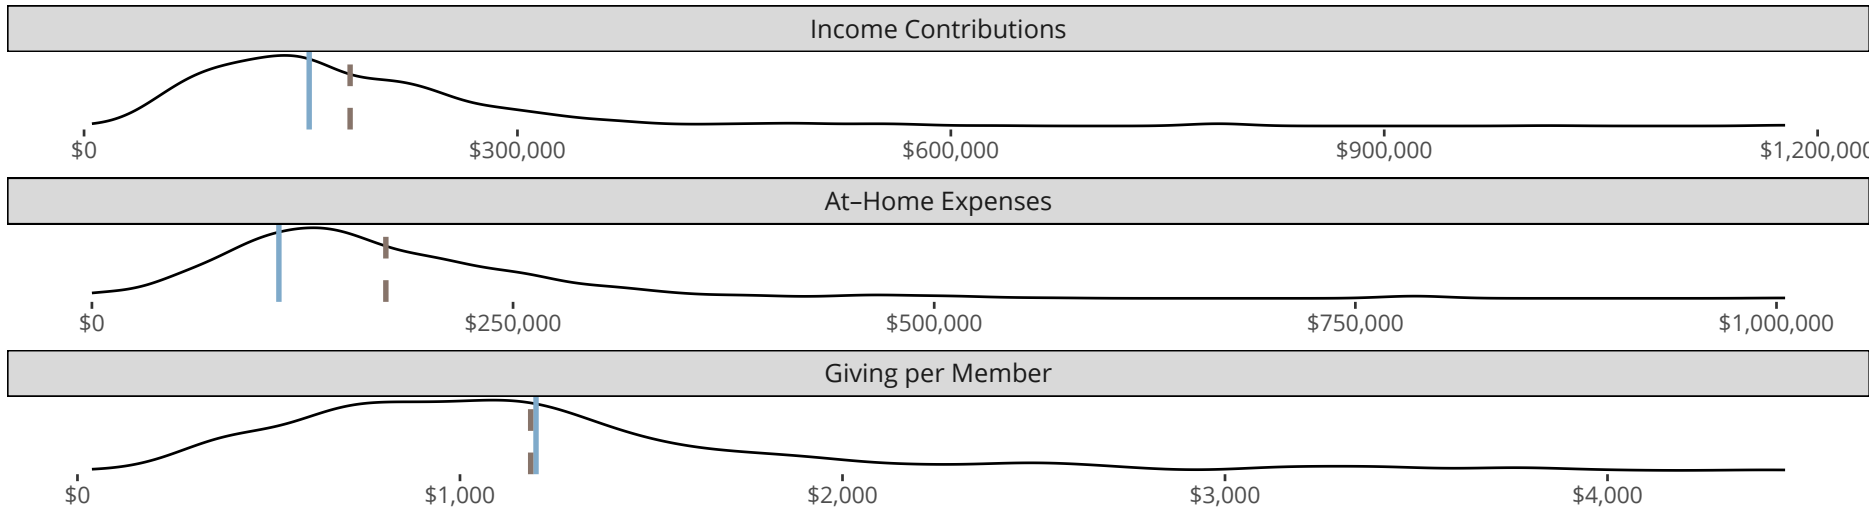 Income Contributions
$0 $300,000 $600,000 $900,000 $1,200,000
At–Home Expenses
$0 $250,000 $500,000 $750,000 $1,000,000
Giving per Member
$0 $1,000 $2,000 $3,000 $4,000